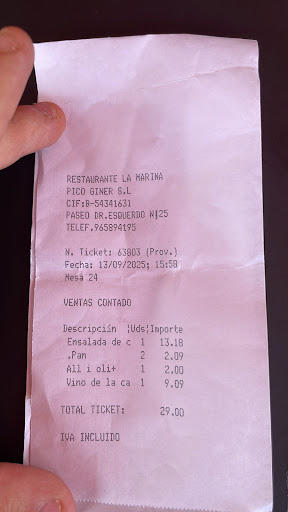 RESTAURANTE LA MARINA
PICO GINER S.L
CIF:B-54341631
PASEO DR.ESQUERDO Nº25
TELEF.965894195
N. Ticket: 63803 (Prov.)
Fecha: 13/09/2025; 15:58
Mesa 24
VENTAS CONTADO
Descripción ¦Uds¦Importe
Ensalada de c 1 13.18
.Pan 2 2.09
All i oli+ 1 2.00
Vino de la ca 1 9.09
TOTAL TICKET: 29.00
IVA INCLUIDO